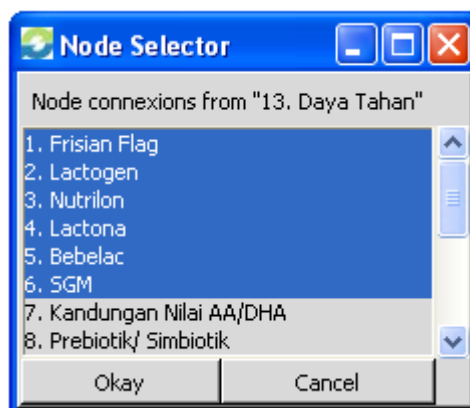 Node Selector
Node connexions from "13. Daya Tahan"
1. Frisian Flag
2. Lactogen
3. Nutrilon
4. Lactona
5. Bebelac
6. SGM
7. Kandungan Nilai AA/DHA
8. Prebiotik/ Simbiotik
Okay Cancel